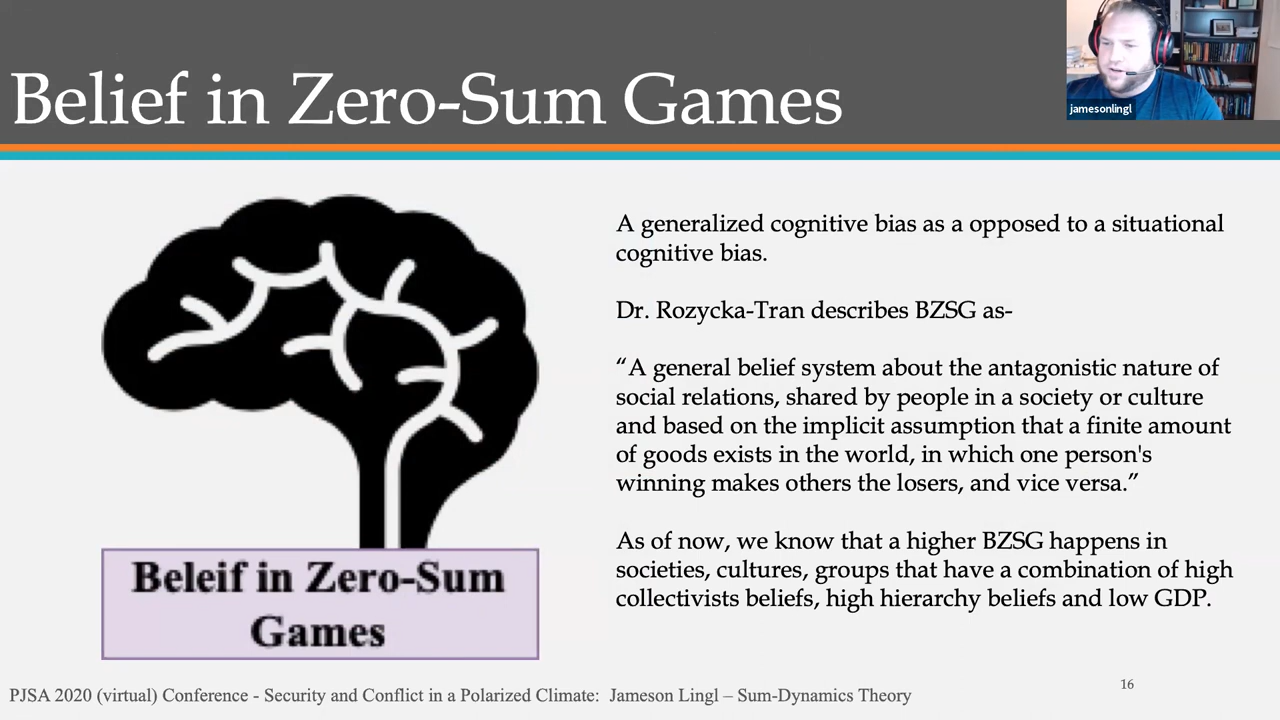 Belief in Zero-Sum Games
jamesonlingl
A generalized cognitive bias as a opposed to a situational
cognitive bias.
Dr. Rozycka-Tran describes BZSG as-
“A general belief system about the antagonistic nature of
social relations, shared by people in a society or culture
and based on the implicit assumption that a finite amount
of goods exists in the world, in which one person's
winning makes others the losers, and vice versa.”
As of now, we know that a higher BZSG happens in
societies, cultures, groups that have a combination of high
collectivists beliefs, high hierarchy beliefs and low GDP.
Beleif in Zero-Sum
Games
PJSA 2020 (virtual) Conference - Security and Conflict in a Polarized Climate: Jameson Lingl – Sum-Dynamics Theory
16